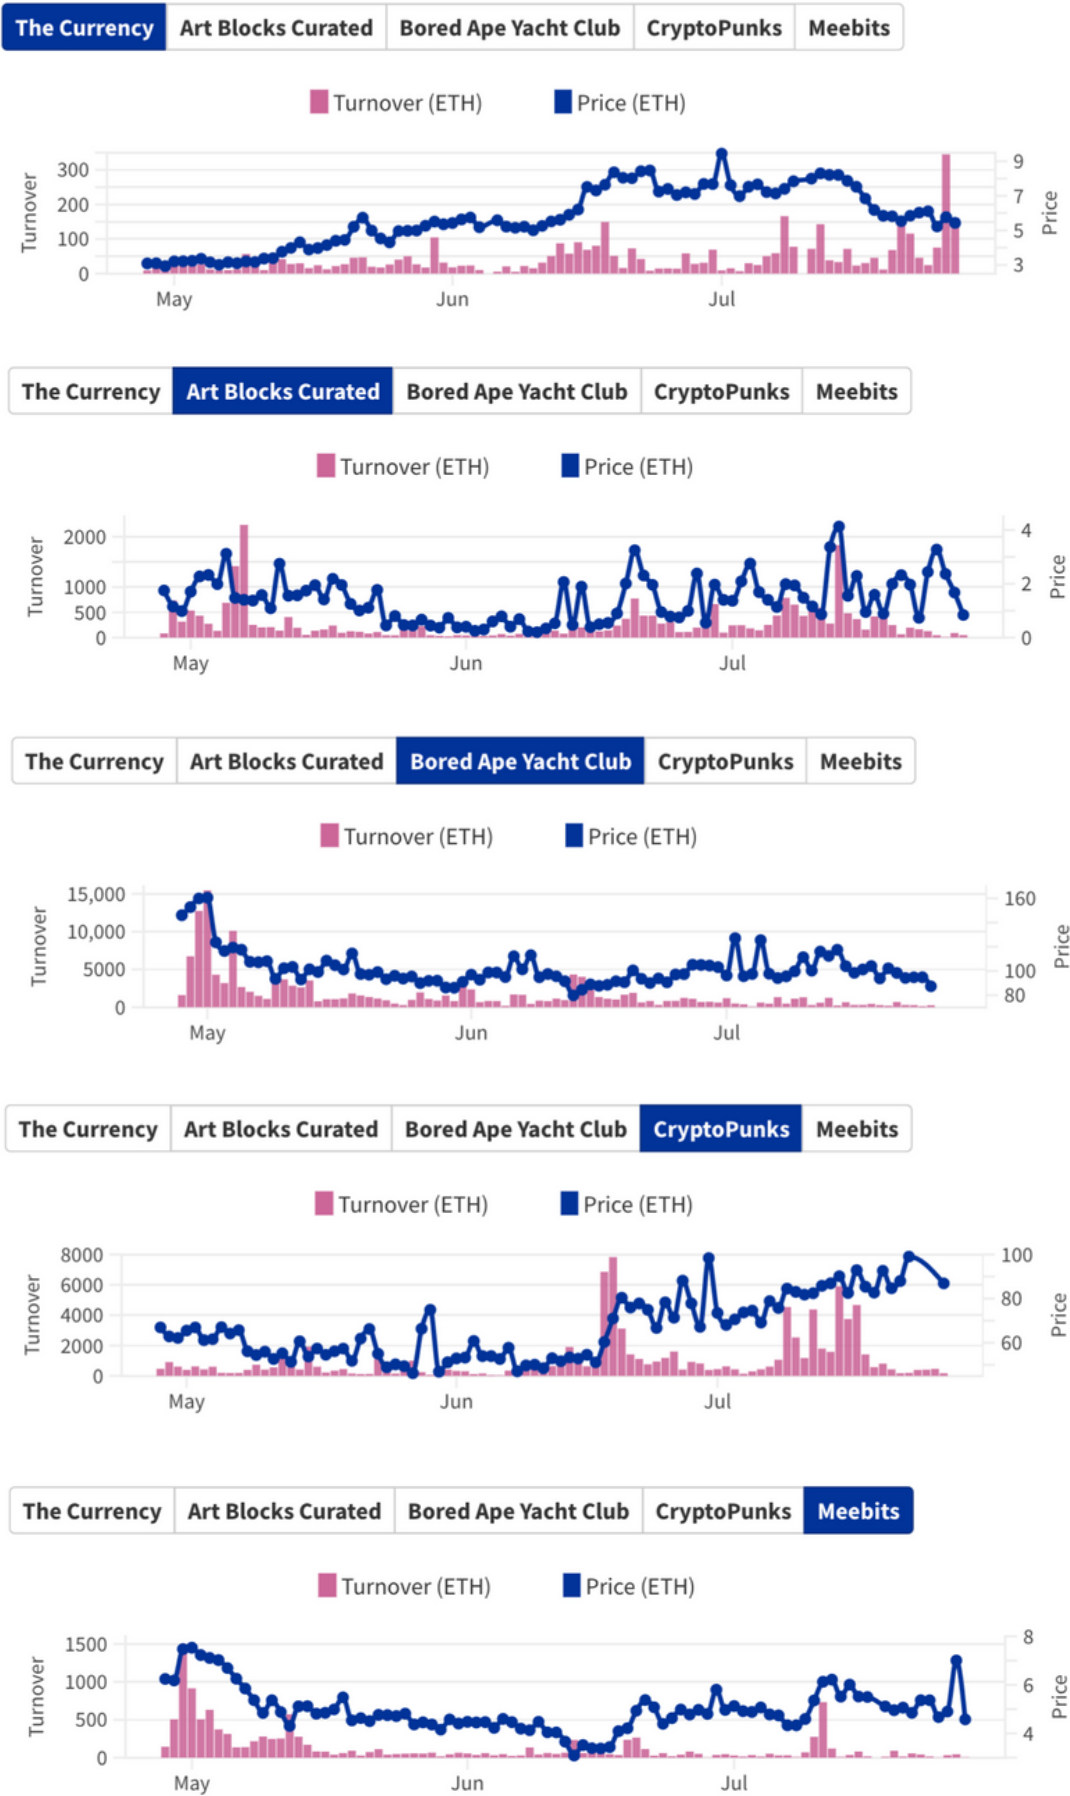 The Currency Art Blocks Curated Bored Ape Yacht Club CryptoPunks Meebits
Turnover (ETH) Price (ETH)
Turnover
300
200
100
0
9
7
5
3
Price
May Jun Jul
The Currency Art Blocks Curated Bored Ape Yacht Club CryptoPunks Meebits
Turnover (ETH) Price (ETH)
Turnover
2000
1000
500
0
4
2
0
Price
May Jun Jul
The Currency Art Blocks Curated Bored Ape Yacht Club CryptoPunks Meebits
Turnover (ETH) Price (ETH)
Turnover
15,000
10,000
5000
0
160
100
80
Price
May Jun Jul
The Currency Art Blocks Curated Bored Ape Yacht Club CryptoPunks Meebits
Turnover (ETH) Price (ETH)
Turnover
8000
6000
4000
2000
0
100
80
60
Price
May Jun Jul
The Currency Art Blocks Curated Bored Ape Yacht Club CryptoPunks Meebits
Turnover (ETH) Price (ETH)
Turnover
1500
1000
500
0
8
6
4
Price
May Jun Jul